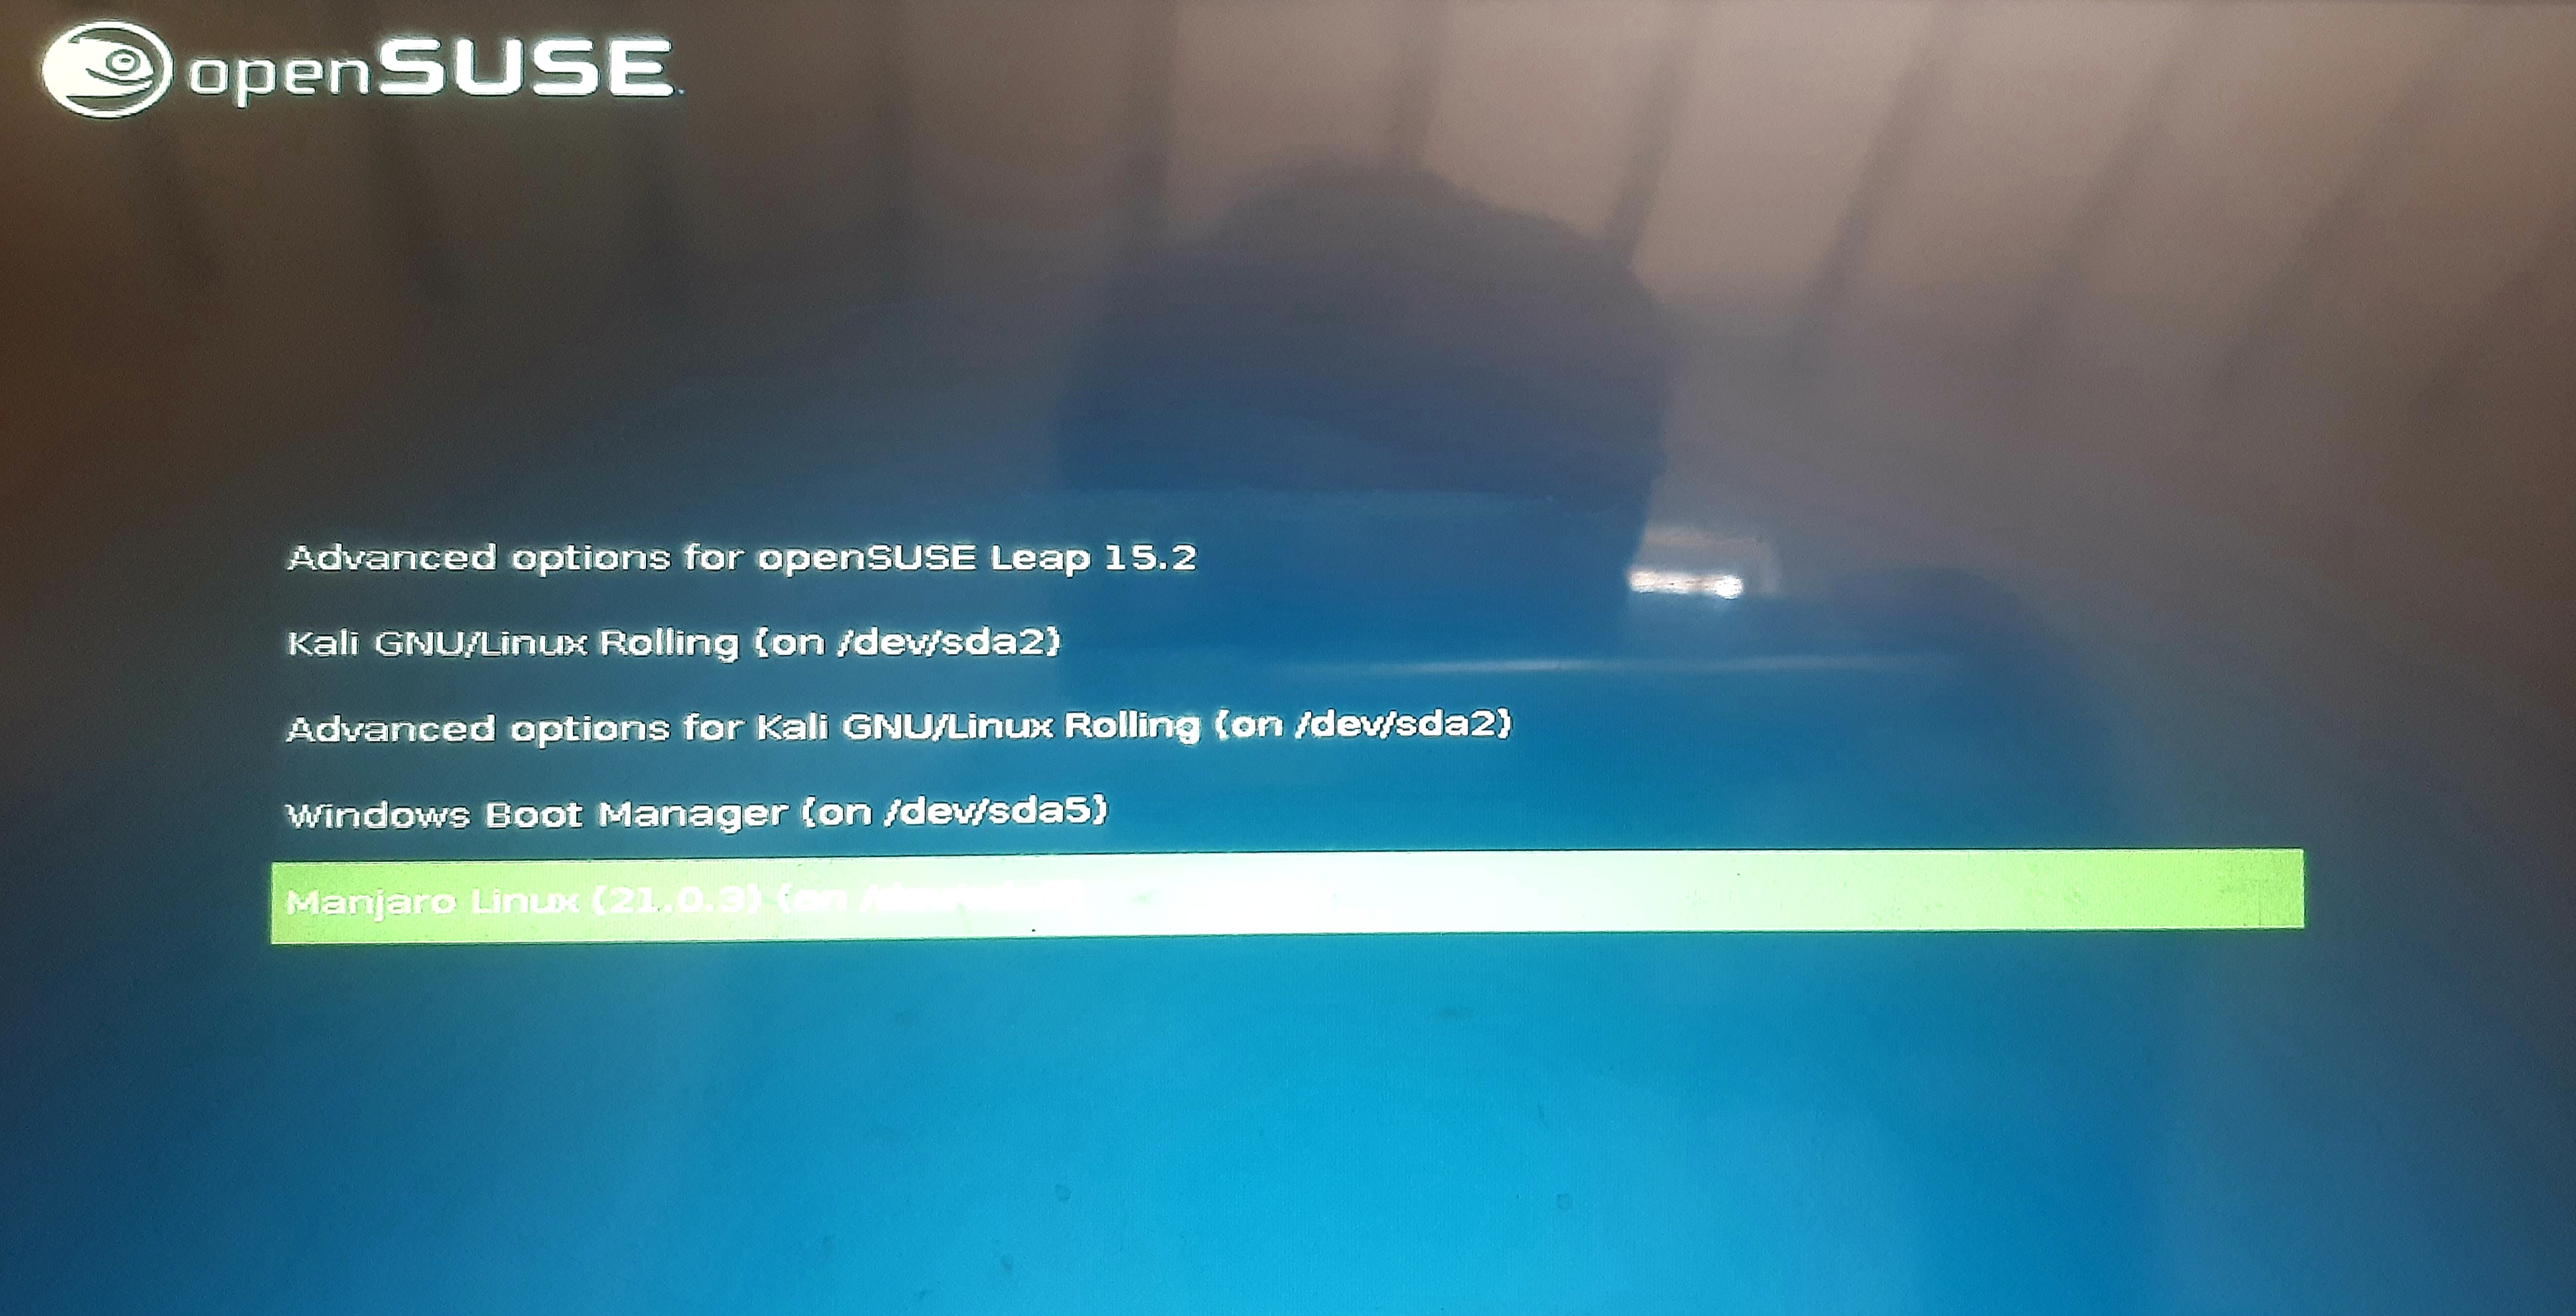 openSUSE.
Advanced options for openSUSE Leap 15.2
Kali GNU/Linux Rolling (on /dev/sda2)
Advanced options for Kali GNU/Linux Rolling (on /dev/sda2)
Windows Boot Manager (on /dev/sda5)
Manjaro Linux (21.0.3) (on